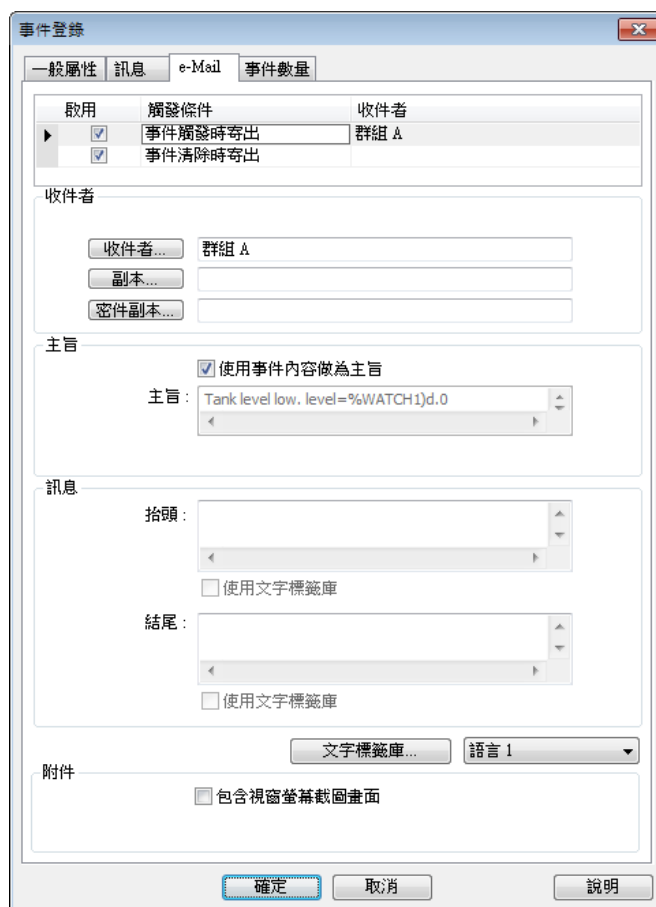 事件登錄
一般屬性 訊息 e-Mail 事件數量
啟用 觸發條件 收件者
事件觸發時寄出 群組 A
事件清除時寄出
收件者
收件者... 群組 A
副本...
密件副本...
主旨
使用事件內容做為主旨
主旨 : Tank level low. level=%WATCH1)d.0
訊息
抬頭 :
使用文字標籤庫
結尾 :
使用文字標籤庫
文字標籤庫... 語言 1
附件
包含視窗螢幕截圖畫面
確定 取消 說明